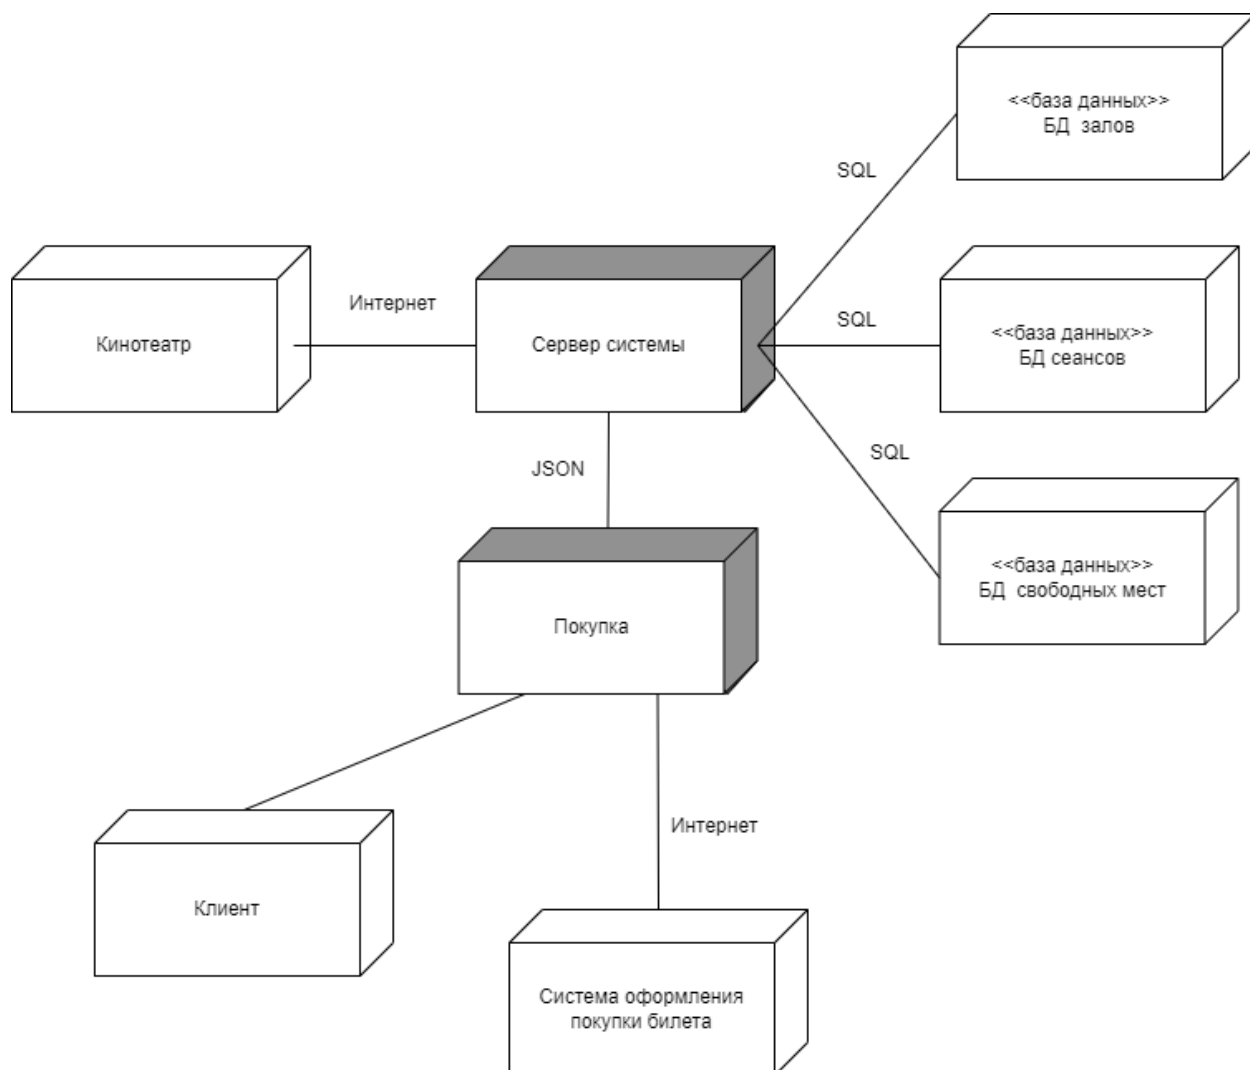 <<база данных>>
БД залов
SQL
Интернет
SQL
Кинотеатр
Сервер системы
<<база данных>>
БД сеансов
SQL
JSON
<<база данных>>
БД свободных мест
Покупка
Интернет
Клиент
Система оформления
покупки билета